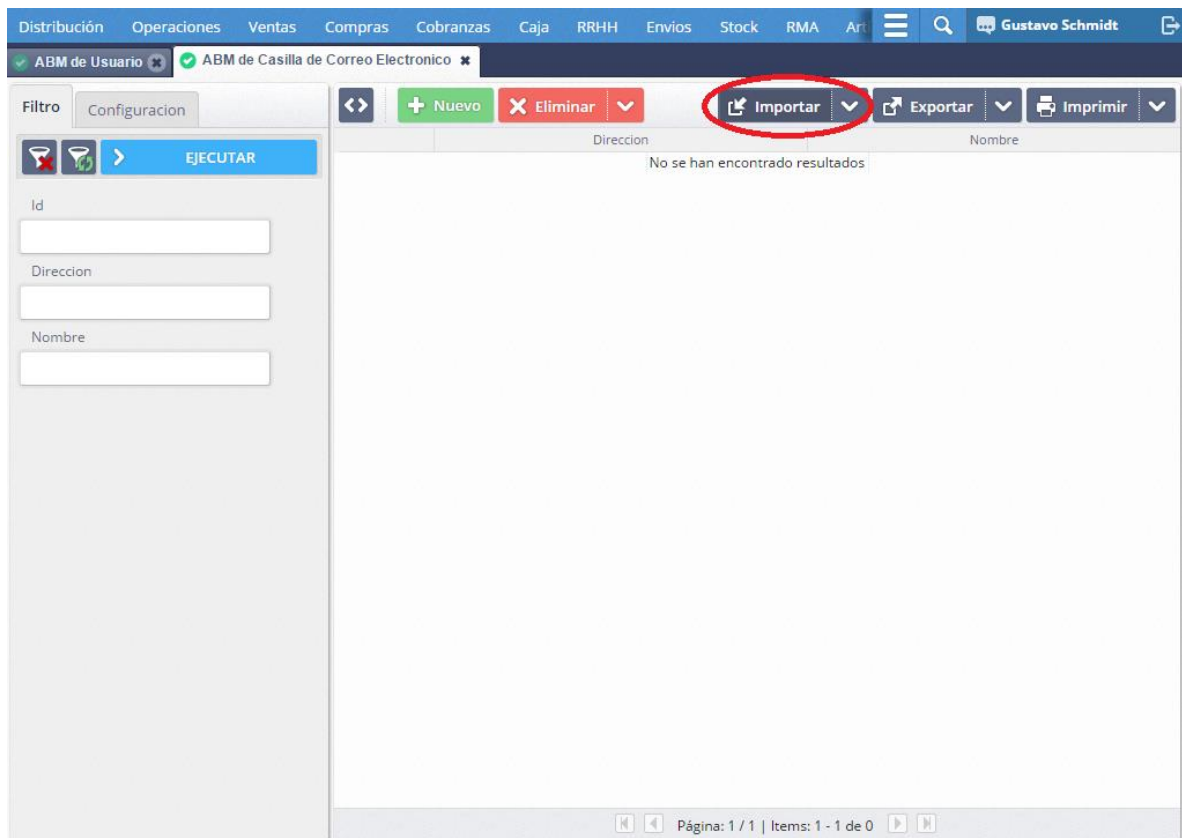 Distribución Operaciones Ventas Compras Cobranzas Caja RRHH Envios Stock RMA Gustavo Schmidt
ABM de Usuario ABM de Casilla de Correo Electronico
Filtro Configuracion
Nuevo Eliminar Importar Exportar Imprimir
Direccion Nombre
No se han encontrado resultados
EJECUTAR
Id
Direccion
Nombre
Página: 1 / 1 | Items: 1 - 1 de 0